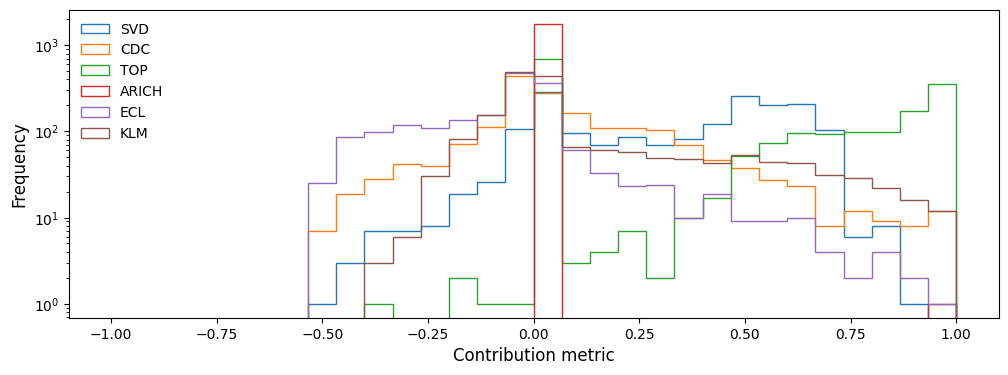 SVD
CDC
TOP
ARICH
ECL
KLM
Frequency
10³
10²
10¹
10⁰
−1.00 −0.75 −0.50 −0.25 0.00 0.25 0.50 0.75 1.00
Contribution metric